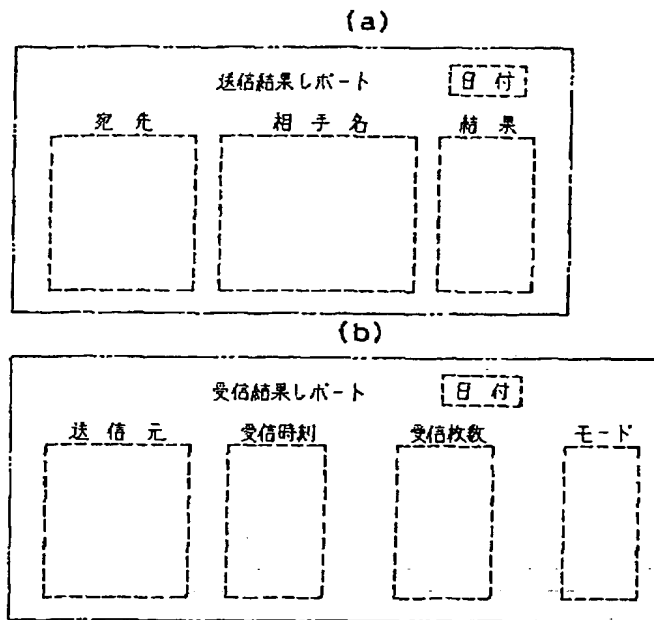 (a)
送信結果レポート 日付
宛先 相手名 結果
(b)
受信結果レポート 日付
送信元 受信時刻 受信枚数 モード